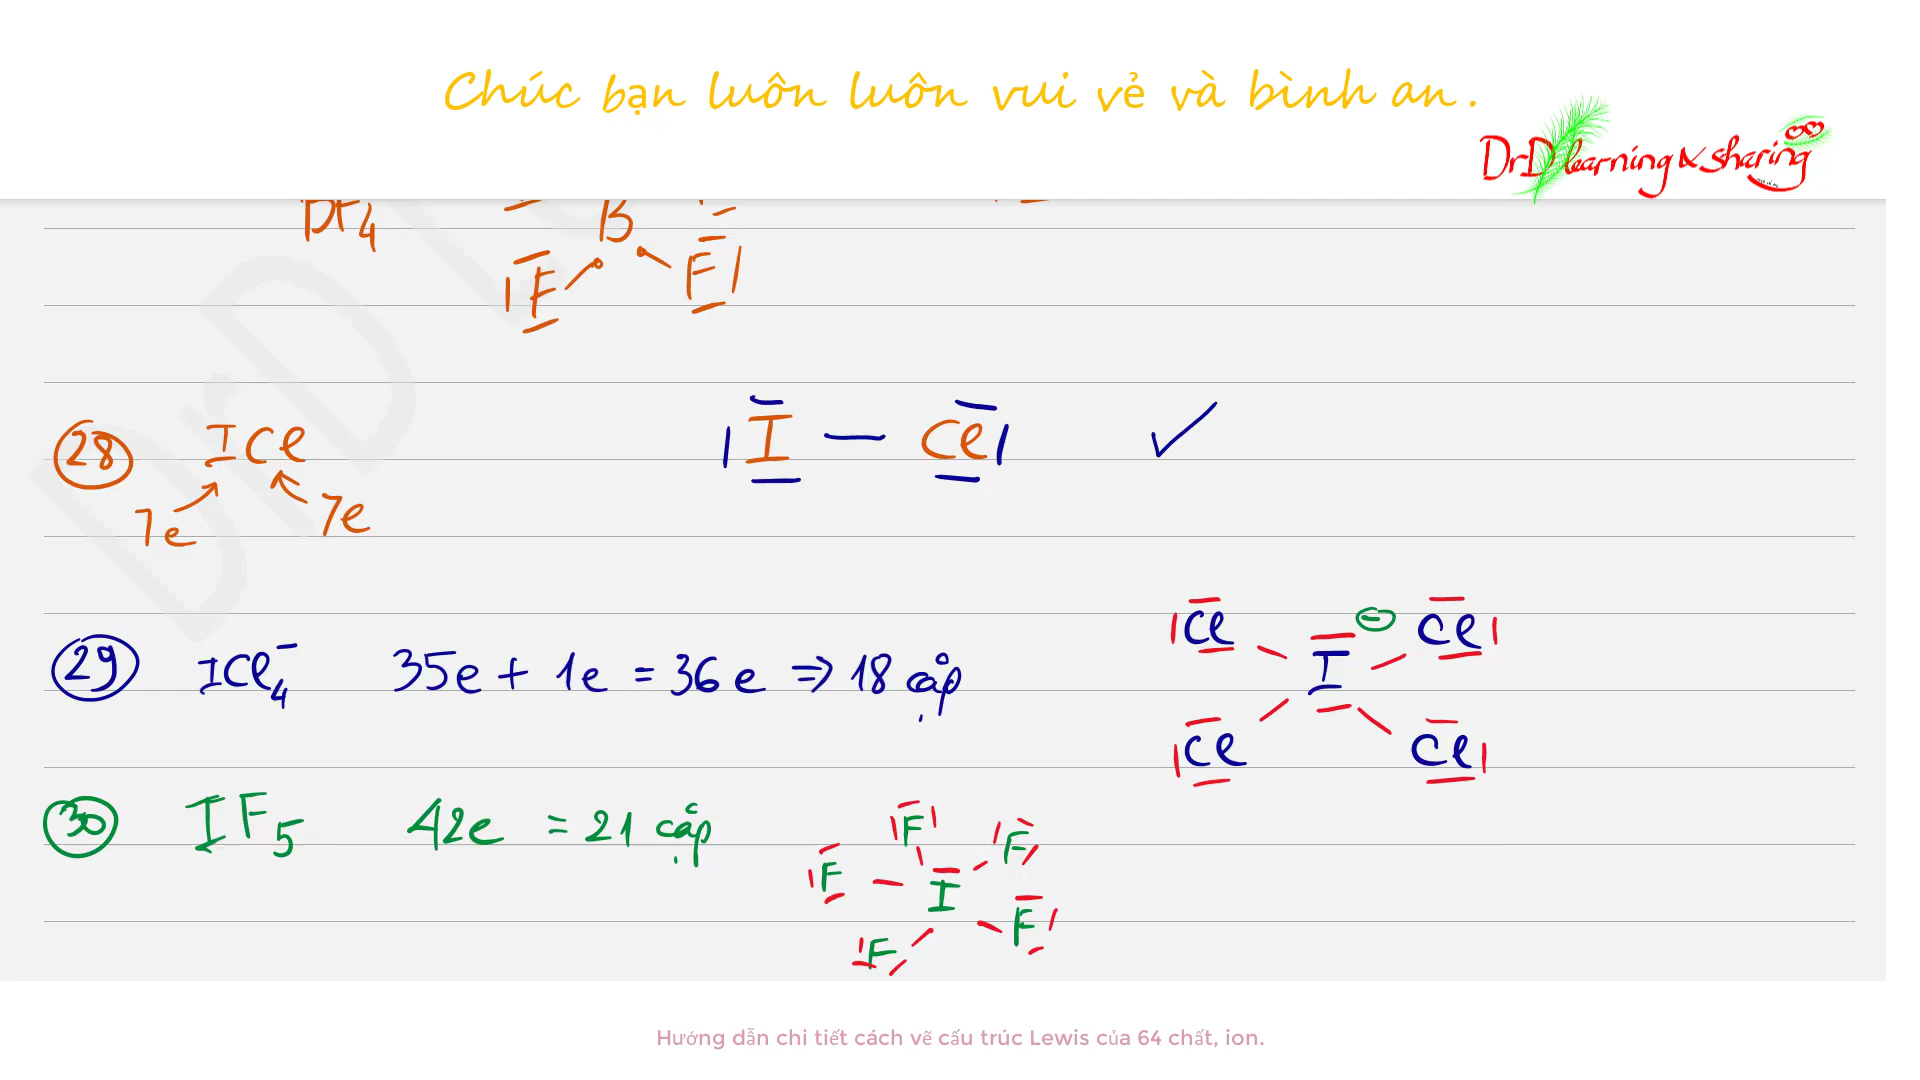 Chúc bạn luôn luôn vui vẻ và bình an.
DrD learning & sharing
BF4
B
F F
28 ICl I — Cl ✓
7e 7e
29 ICl4⁻ 35e + 1e = 36e ⇒ 18 cặp
Cl ⊖ Cl
I
Cl Cl
30 IF5 42e = 21 cặp
F F
F I
F F
Hướng dẫn chi tiết cách vẽ cấu trúc Lewis của 64 chất, ion.